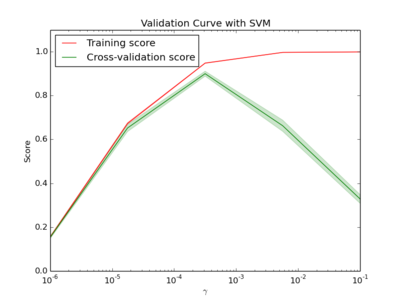 Validation Curve with SVM
Training score
Cross-validation score
Score
1.0
0.8
0.6
0.4
0.2
0.0
10⁻⁶ 10⁻⁵ 10⁻⁴ 10⁻³ 10⁻² 10⁻¹
γ